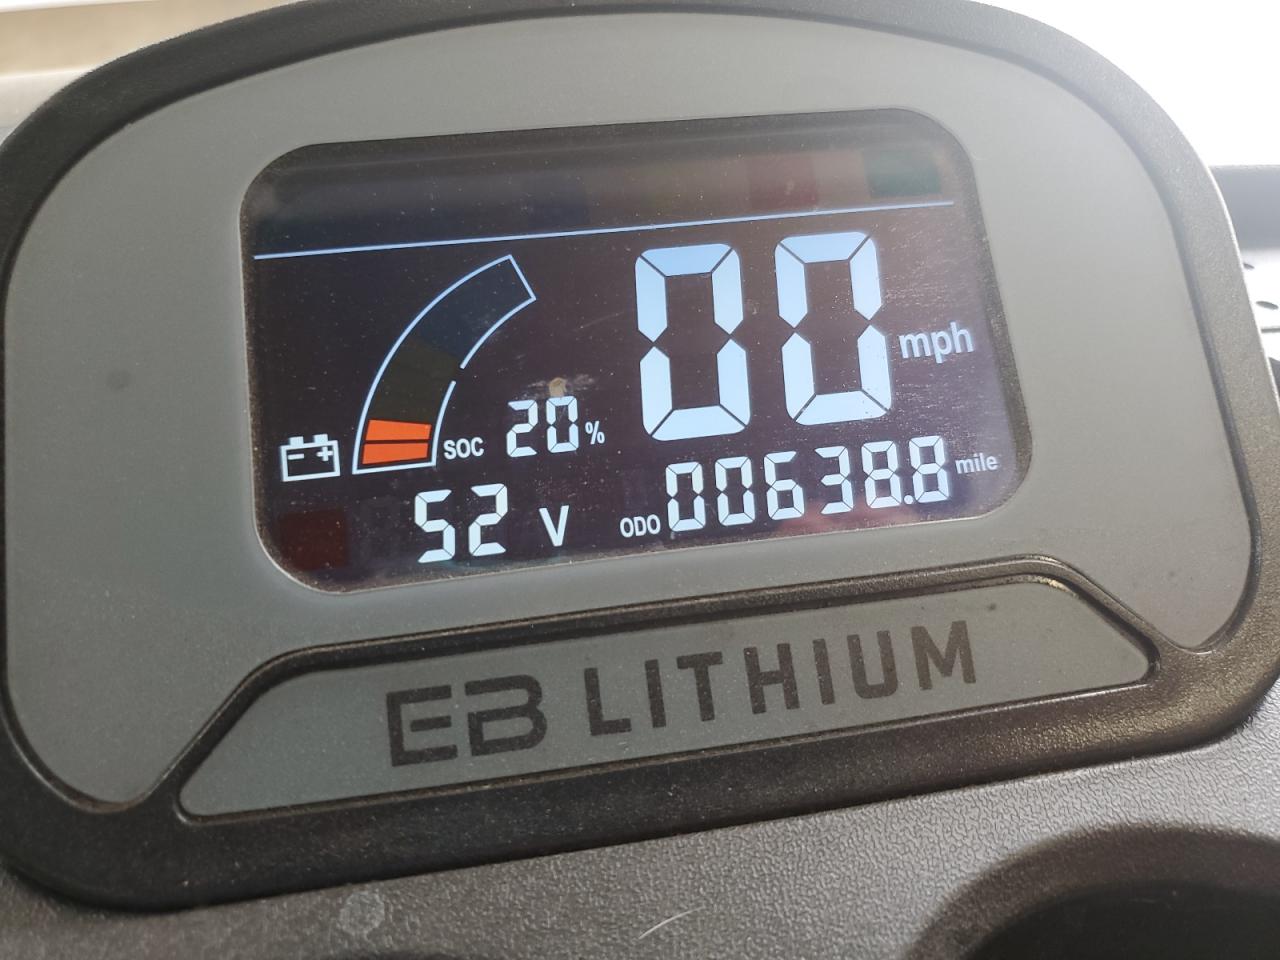 00 mph
SOC 20 %
52 V
ODO 00638.8 mile
EB LITHIUM